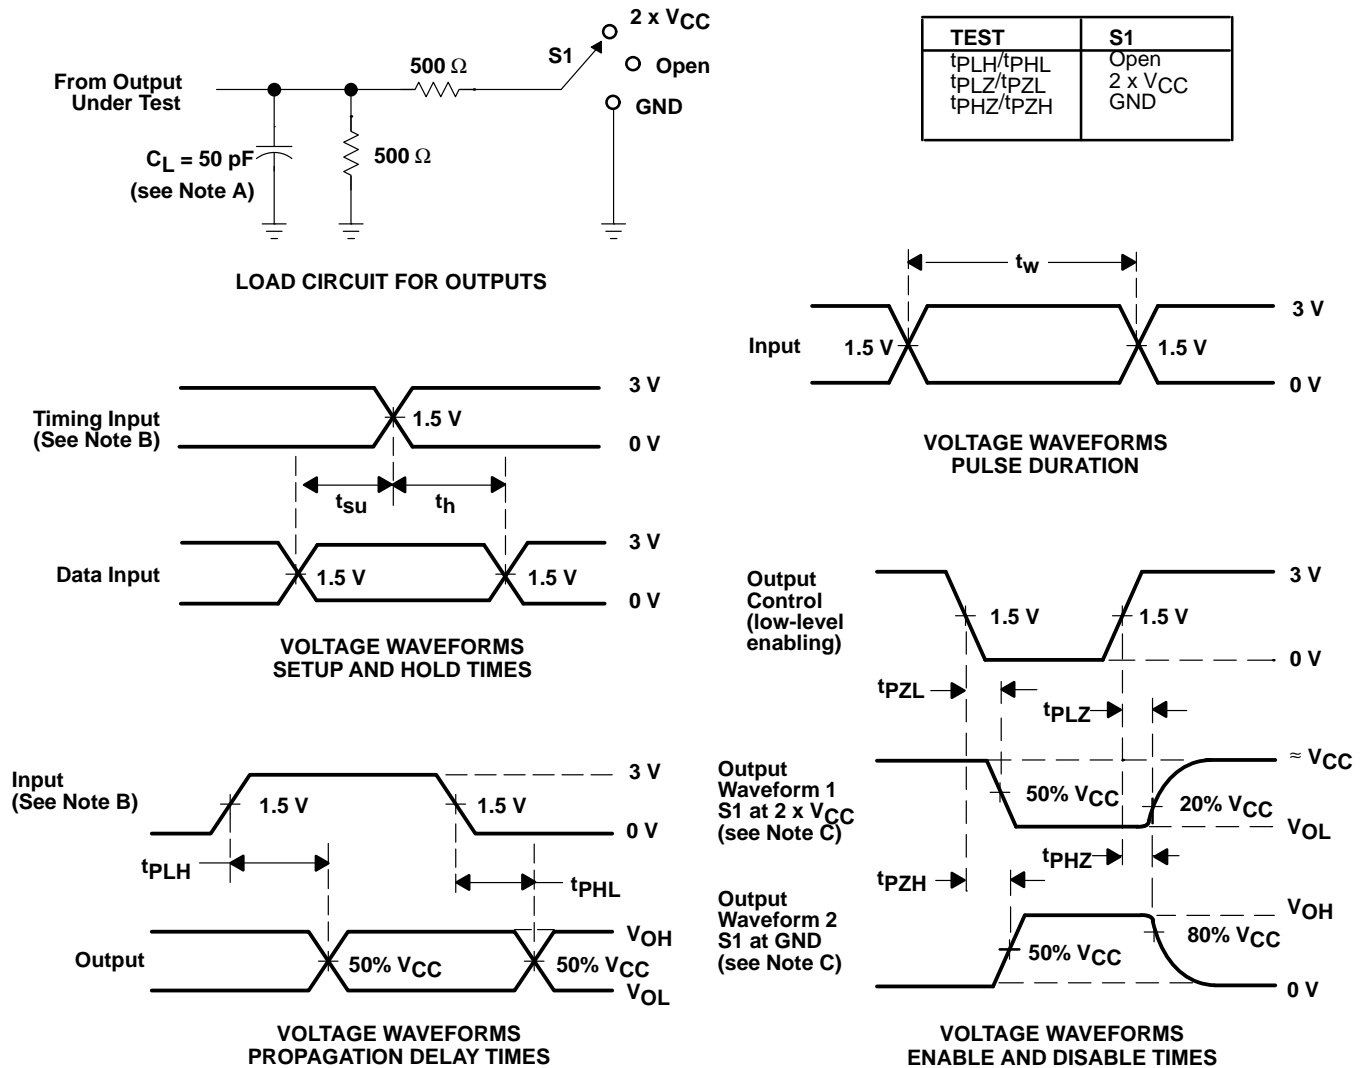 2 x VCC
S1
Open
GND
500 Ω
From Output
Under Test
CL = 50 pF
(see Note A)
500 Ω
LOAD CIRCUIT FOR OUTPUTS
TEST S1
tPLH/tPHL Open
tPLZ/tPZL 2 x VCC
tPHZ/tPZH GND
tw
3 V
Input 1.5 V 1.5 V
0 V
VOLTAGE WAVEFORMS
PULSE DURATION
3 V
Timing Input
(See Note B)
1.5 V
0 V
tsu th
3 V
Data Input 1.5 V 1.5 V
0 V
VOLTAGE WAVEFORMS
SETUP AND HOLD TIMES
Input
(See Note B)
3 V
1.5 V 1.5 V
0 V
tPLH
tPHL
VOH
Output 50% VCC 50% VCC
VOL
VOLTAGE WAVEFORMS
PROPAGATION DELAY TIMES
Output
Control
(low-level
enabling)
3 V
1.5 V 1.5 V
0 V
tPZL
tPLZ
Output
Waveform 1
S1 at 2 x VCC
(see Note C)
≈ VCC
50% VCC 20% VCC
VOL
tPHZ
tPZH
Output
Waveform 2
S1 at GND
(see Note C)
VOH
50% VCC 80% VCC
0 V
VOLTAGE WAVEFORMS
ENABLE AND DISABLE TIMES